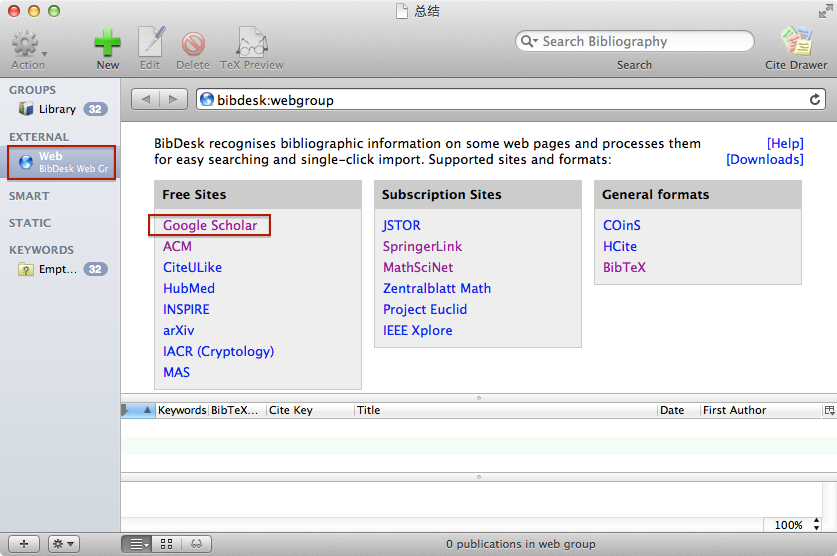 总结
Action
New
Edit
Delete
TeX Preview
Search Bibliography
Search
Cite Drawer
GROUPS
Library 32
EXTERNAL
Web
BibDesk Web Gr
SMART
STATIC
KEYWORDS
Empt... 32
bibdesk:webgroup
BibDesk recognises bibliographic information on some web pages and processes them
for easy searching and single-click import. Supported sites and formats:
[Help]
[Downloads]
Free Sites
Google Scholar
ACM
CiteULike
HubMed
INSPIRE
arXiv
IACR (Cryptology)
MAS
Subscription Sites
JSTOR
SpringerLink
MathSciNet
Zentralblatt Math
Project Euclid
IEEE Xplore
General formats
COinS
HCite
BibTeX
Keywords BibTeX... Cite Key Title Date First Author
100%
0 publications in web group